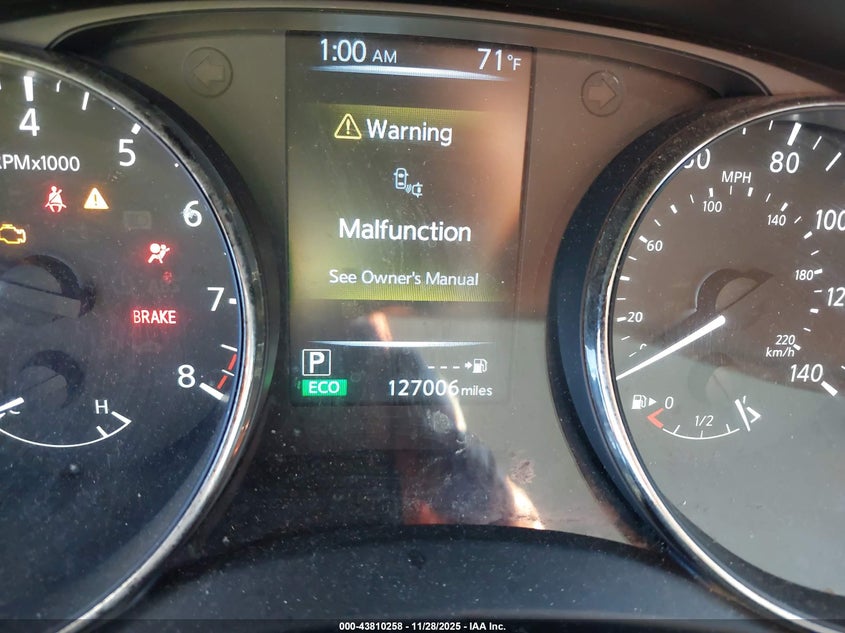 1:00 AM 71°F
Warning
Malfunction
See Owner's Manual
P
---→
ECO 127006 miles
4 5 6 7 8
RPMx1000
BRAKE
H
MPH
80 100 140
20 60 100 140 180 220
km/h
0 1/2
000-43810258 - 11/28/2025 - IAA Inc.